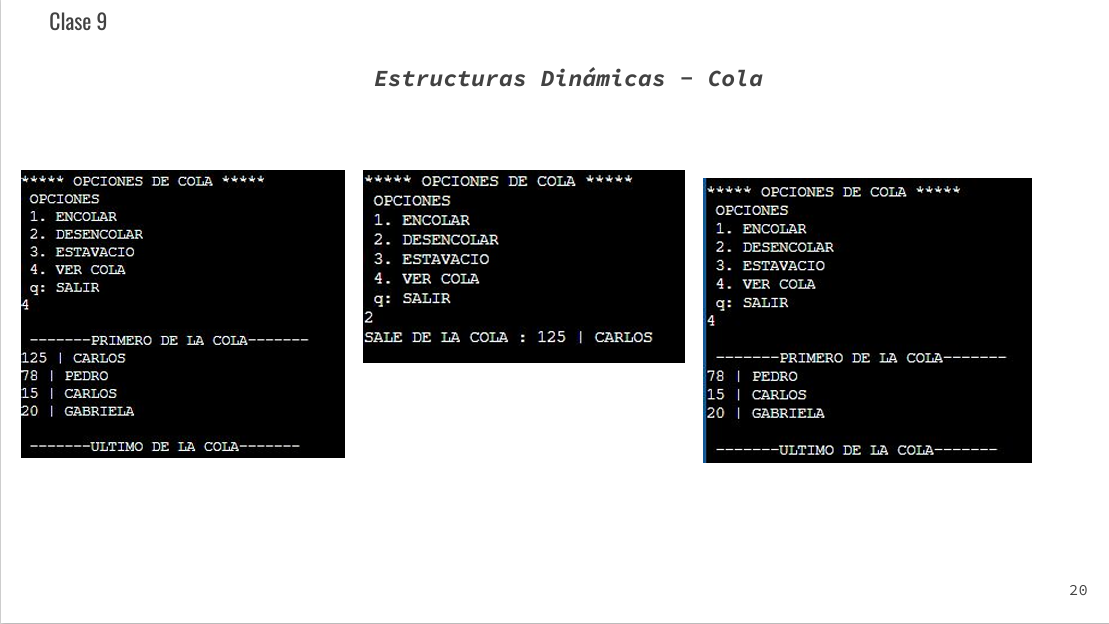 Clase 9
Estructuras Dinámicas - Cola
***** OPCIONES DE COLA *****
OPCIONES
1. ENCOLAR
2. DESENCOLAR
3. ESTAVACIO
4. VER COLA
q: SALIR
4
-------PRIMERO DE LA COLA-------
125 | CARLOS
78 | PEDRO
15 | CARLOS
20 | GABRIELA
-------ULTIMO DE LA COLA-------
***** OPCIONES DE COLA *****
OPCIONES
1. ENCOLAR
2. DESENCOLAR
3. ESTAVACIO
4. VER COLA
q: SALIR
2
SALE DE LA COLA : 125 | CARLOS
***** OPCIONES DE COLA *****
OPCIONES
1. ENCOLAR
2. DESENCOLAR
3. ESTAVACIO
4. VER COLA
q: SALIR
4
-------PRIMERO DE LA COLA-------
78 | PEDRO
15 | CARLOS
20 | GABRIELA
-------ULTIMO DE LA COLA-------
20